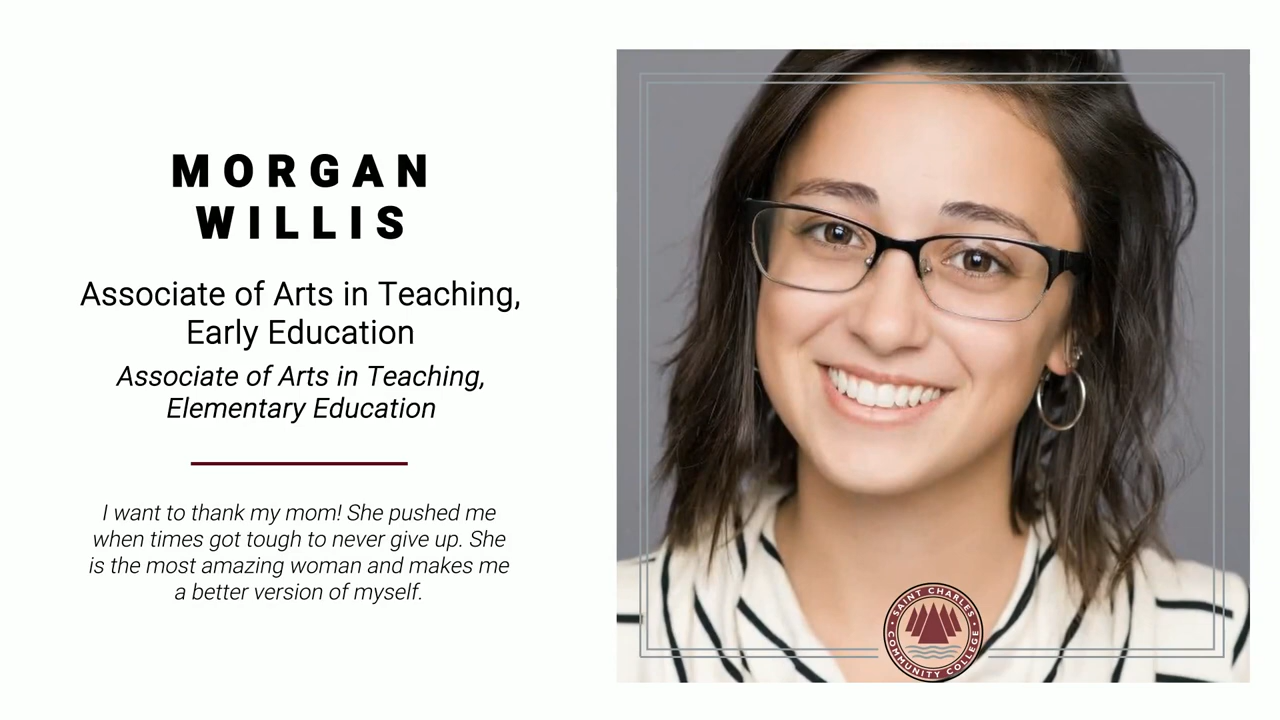 MORGAN
WILLIS
Associate of Arts in Teaching,
Early Education
Associate of Arts in Teaching,
Elementary Education
I want to thank my mom! She pushed me
when times got tough to never give up. She
is the most amazing woman and makes me
a better version of myself.
SAINT CHARLES
COMMUNITY COLLEGE